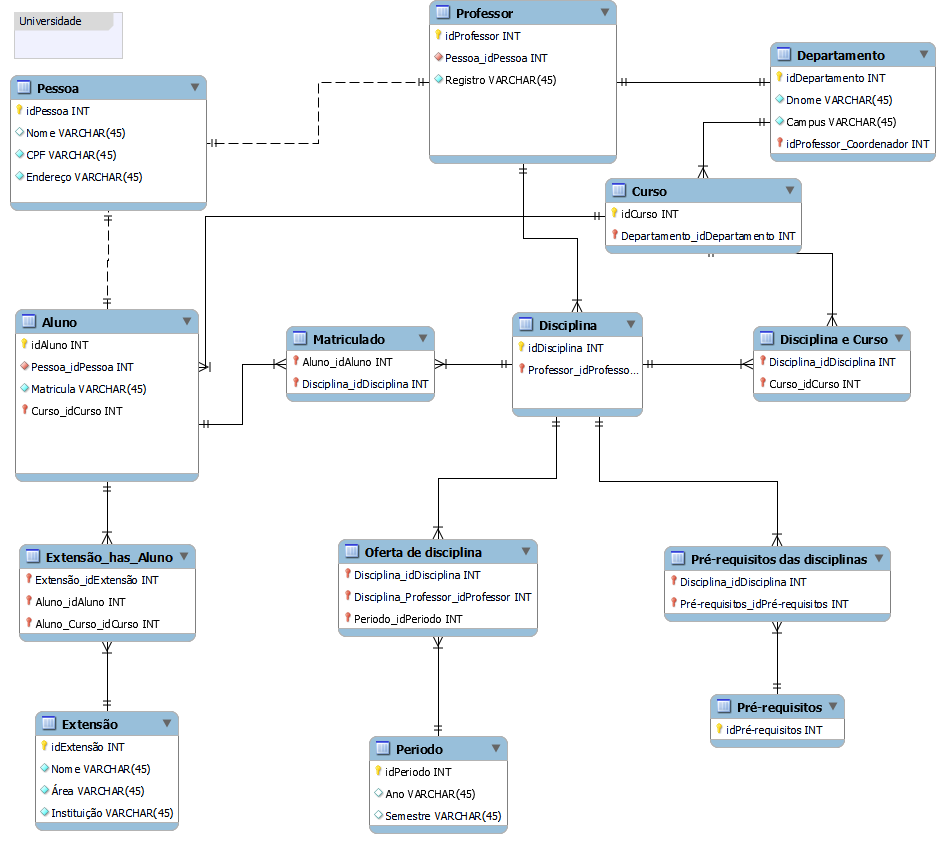 Universidade
Pessoa
idPessoa INT
Nome VARCHAR(45)
CPF VARCHAR(45)
Endereço VARCHAR(45)
Professor
idProfessor INT
Pessoa_idPessoa INT
Registro VARCHAR(45)
Departamento
idDepartamento INT
Dnome VARCHAR(45)
Campus VARCHAR(45)
idProfessor_Coordenador INT
Curso
idCurso INT
Departamento_idDepartamento INT
Aluno
idAluno INT
Pessoa_idPessoa INT
Matricula VARCHAR(45)
Curso_idCurso INT
Matriculado
Aluno_idAluno INT
Disciplina_idDisciplina INT
Disciplina
idDisciplina INT
Professor_idProfesso...
Disciplina e Curso
Disciplina_idDisciplina INT
Curso_idCurso INT
Extensão_has_Aluno
Extensão_idExtensão INT
Aluno_idAluno INT
Aluno_Curso_idCurso INT
Oferta de disciplina
Disciplina_idDisciplina INT
Disciplina_Professor_idProfessor INT
Periodo_idPeriodo INT
Pré-requisitos das disciplinas
Disciplina_idDisciplina INT
Pré-requisitos_idPré-requisitos INT
Extensão
idExtensão INT
Nome VARCHAR(45)
Área VARCHAR(45)
Instituição VARCHAR(45)
Periodo
idPeriodo INT
Ano VARCHAR(45)
Semestre VARCHAR(45)
Pré-requisitos
idPré-requisitos INT